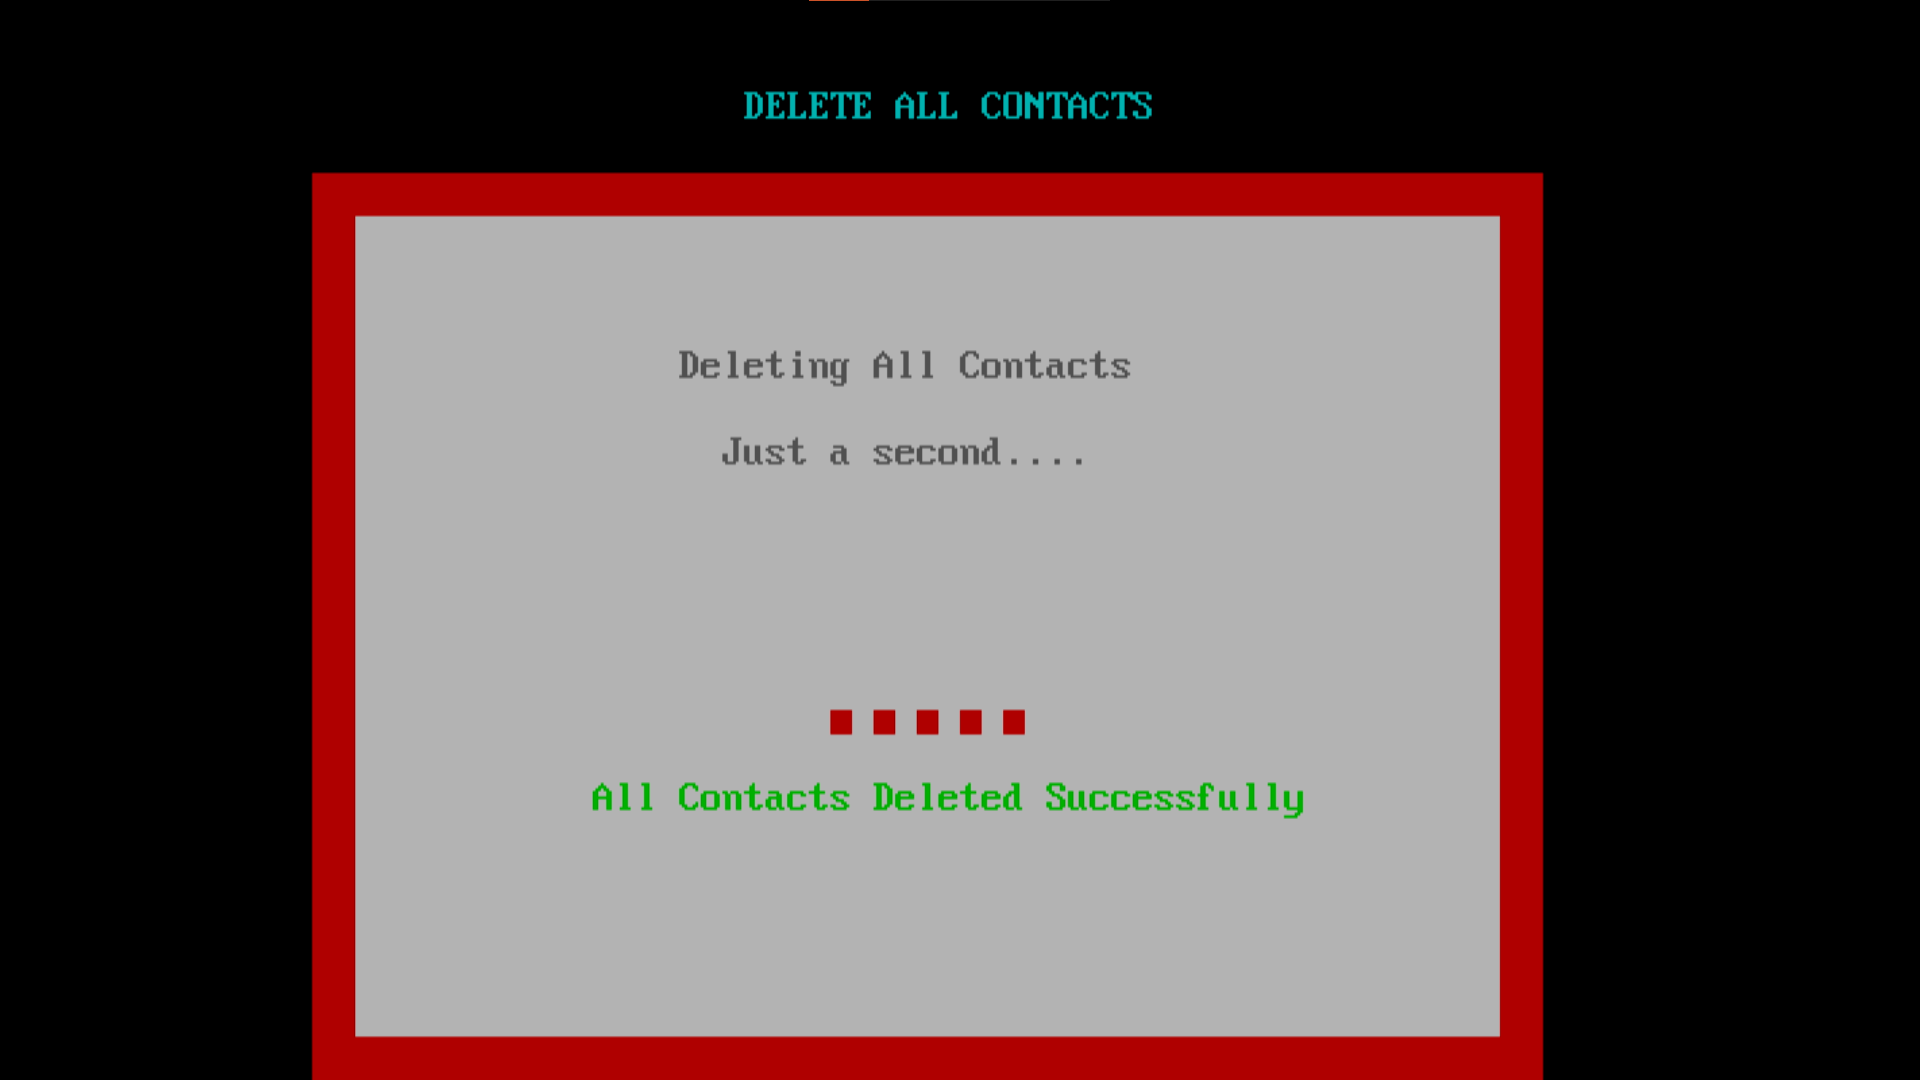 DELETE ALL CONTACTS
Deleting All Contacts
Just a second....
All Contacts Deleted Successfully